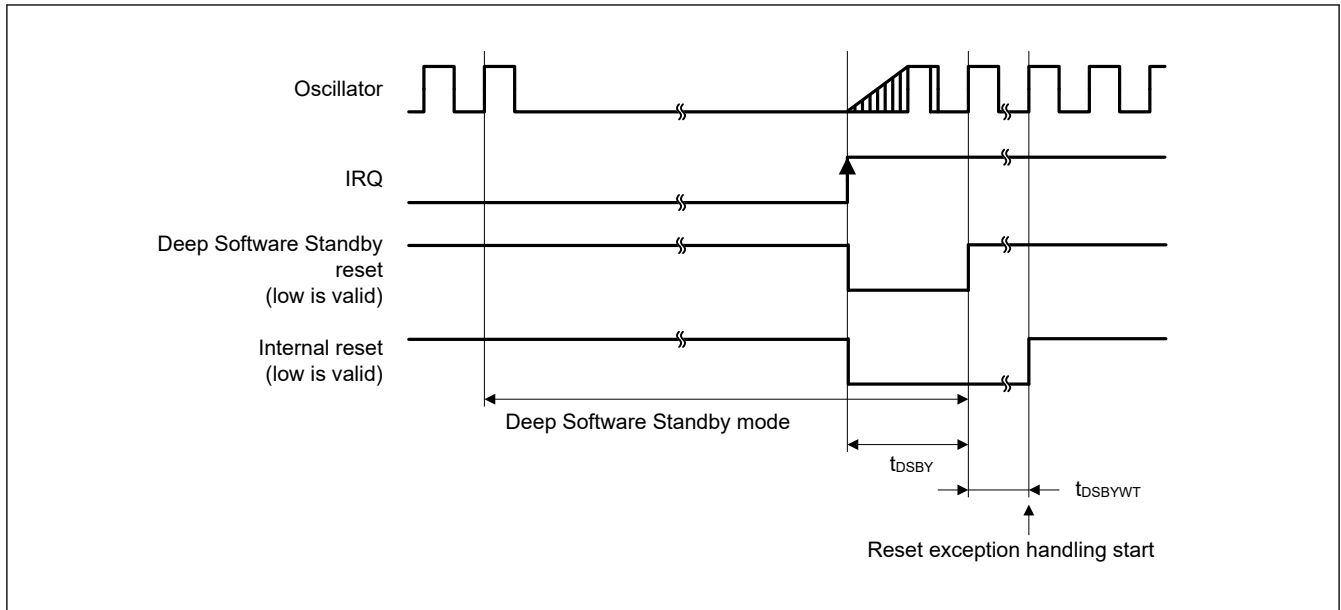 Oscillator
IRQ
Deep Software Standby
reset
(low is valid)
Internal reset
(low is valid)
Deep Software Standby mode
tDSBY
tDSBYWT
Reset exception handling start